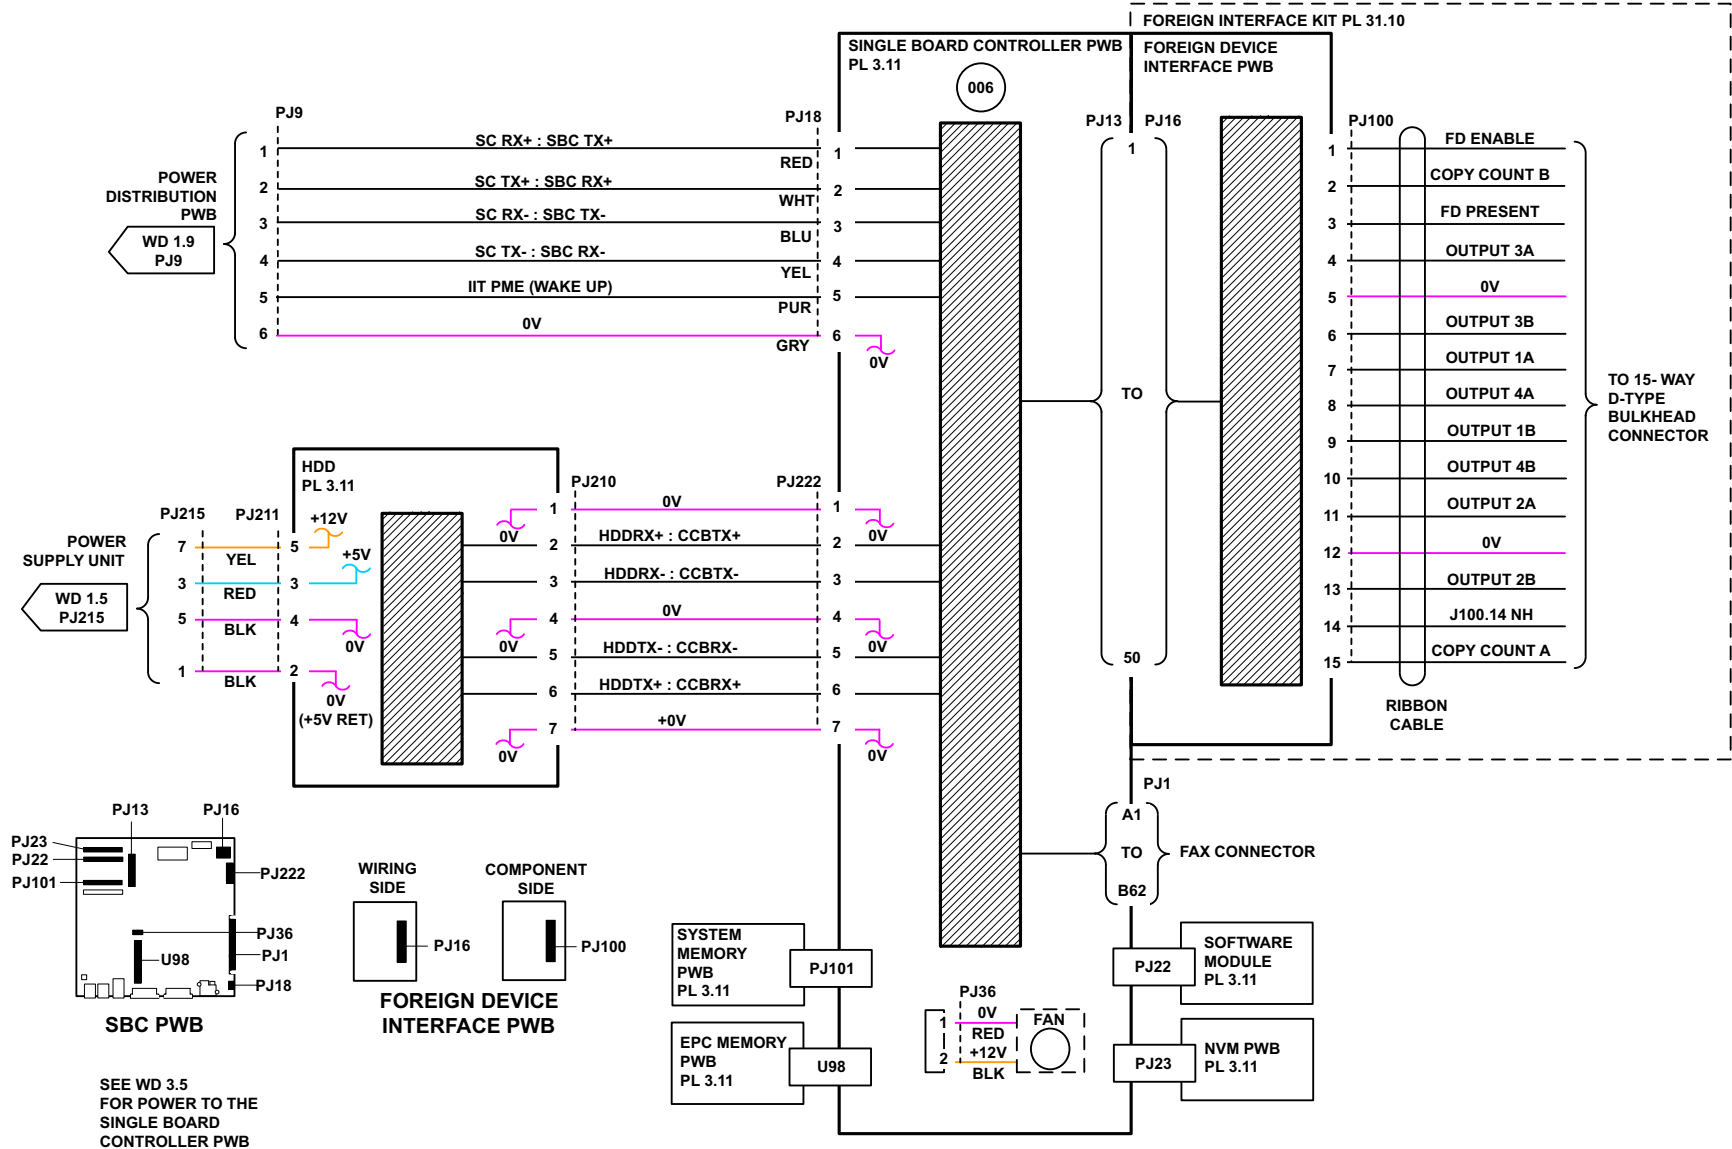 FOREIGN INTERFACE KIT PL 31.10
SINGLE BOARD CONTROLLER PWB
PL 3.11
FOREIGN DEVICE
INTERFACE PWB
006
PJ9
PJ18
PJ13
PJ16
PJ100
POWER
DISTRIBUTION
PWB
WD 1.9
PJ9
1
SC RX+ : SBC TX+
RED
1
2
SC TX+ : SBC RX+
WHT
2
3
SC RX- : SBC TX-
BLU
3
4
SC TX- : SBC RX-
YEL
4
5
IIT PME (WAKE UP)
PUR
5
6
0V
GRY
6
0V
1
TO
50
1
FD ENABLE
2
COPY COUNT B
3
FD PRESENT
4
OUTPUT 3A
5
0V
6
OUTPUT 3B
7
OUTPUT 1A
8
OUTPUT 4A
9
OUTPUT 1B
10
OUTPUT 4B
11
OUTPUT 2A
12
0V
13
OUTPUT 2B
14
J100.14 NH
15
COPY COUNT A
TO 15- WAY
D-TYPE
BULKHEAD
CONNECTOR
RIBBON
CABLE
HDD
PL 3.11
PJ215
PJ211
PJ210
PJ222
POWER
SUPPLY UNIT
WD 1.5
PJ215
7
YEL
5
+12V
3
RED
3
+5V
5
BLK
4
0V
1
BLK
2
0V
(+5V RET)
0V
1
0V
1
0V
2
HDDRX+ : CCBTX+
2
3
HDDRX- : CCBTX-
3
0V
4
0V
4
0V
5
HDDTX- : CCBRX-
5
6
HDDTX+ : CCBRX+
6
0V
7
+0V
7
0V
PJ1
A1
TO
B62
FAX CONNECTOR
PJ13
PJ16
PJ23
PJ22
PJ101
PJ222
PJ36
U98
PJ1
PJ18
SBC PWB
WIRING
SIDE
PJ16
COMPONENT
SIDE
PJ100
FOREIGN DEVICE
INTERFACE PWB
SYSTEM
MEMORY
PWB
PL 3.11
PJ101
EPC MEMORY
PWB
PL 3.11
U98
PJ36
1
0V
RED
2
+12V
BLK
FAN
PJ22
SOFTWARE
MODULE
PL 3.11
PJ23
NVM PWB
PL 3.11
SEE WD 3.5
FOR POWER TO THE
SINGLE BOARD
CONTROLLER PWB